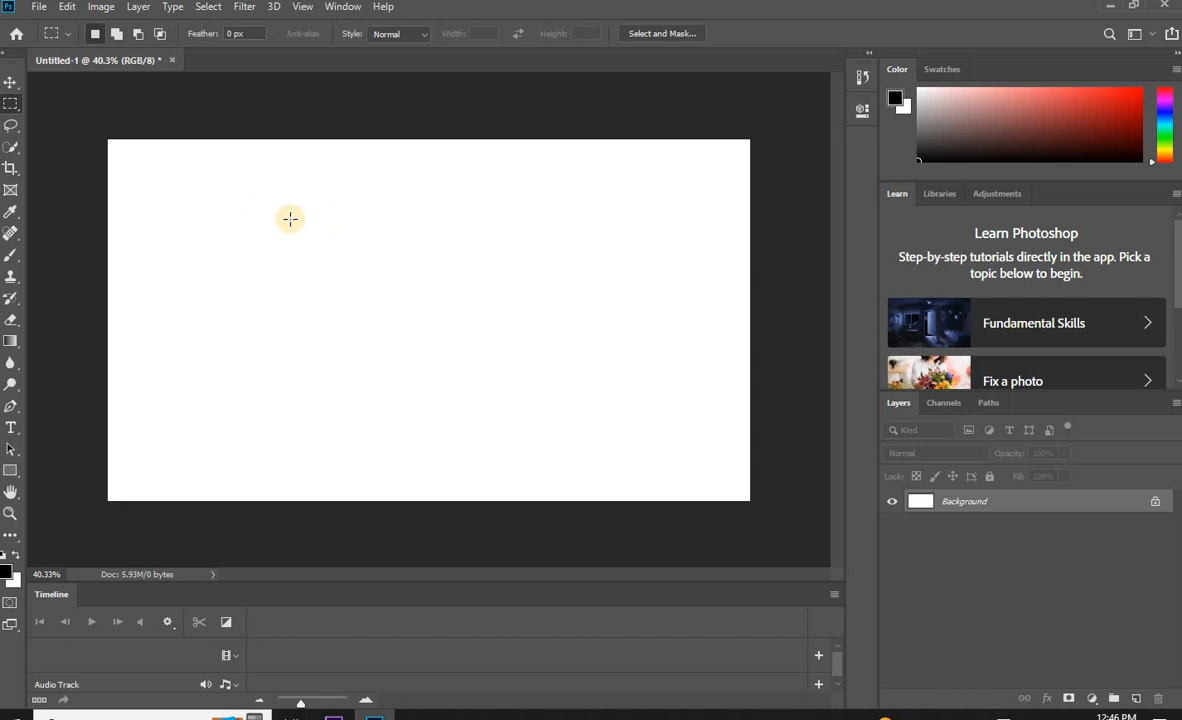 Ps File Edit Image Layer Type Select Filter 3D View Window Help
Feather: 0 px Anti-alias Style: Normal Width: Height: Select and Mask...
Untitled-1 @ 40.3% (RGB/8) *
Color Swatches
Learn Libraries Adjustments
Learn Photoshop
Step-by-step tutorials directly in the app. Pick a
topic below to begin.
Fundamental Skills
Fix a photo
Layers Channels Paths
Kind
Normal Opacity: 100%
Lock: Fill: 100%
Background
40.33% Doc: 5.93M/0 bytes
Timeline
Audio Track
12:46 PM